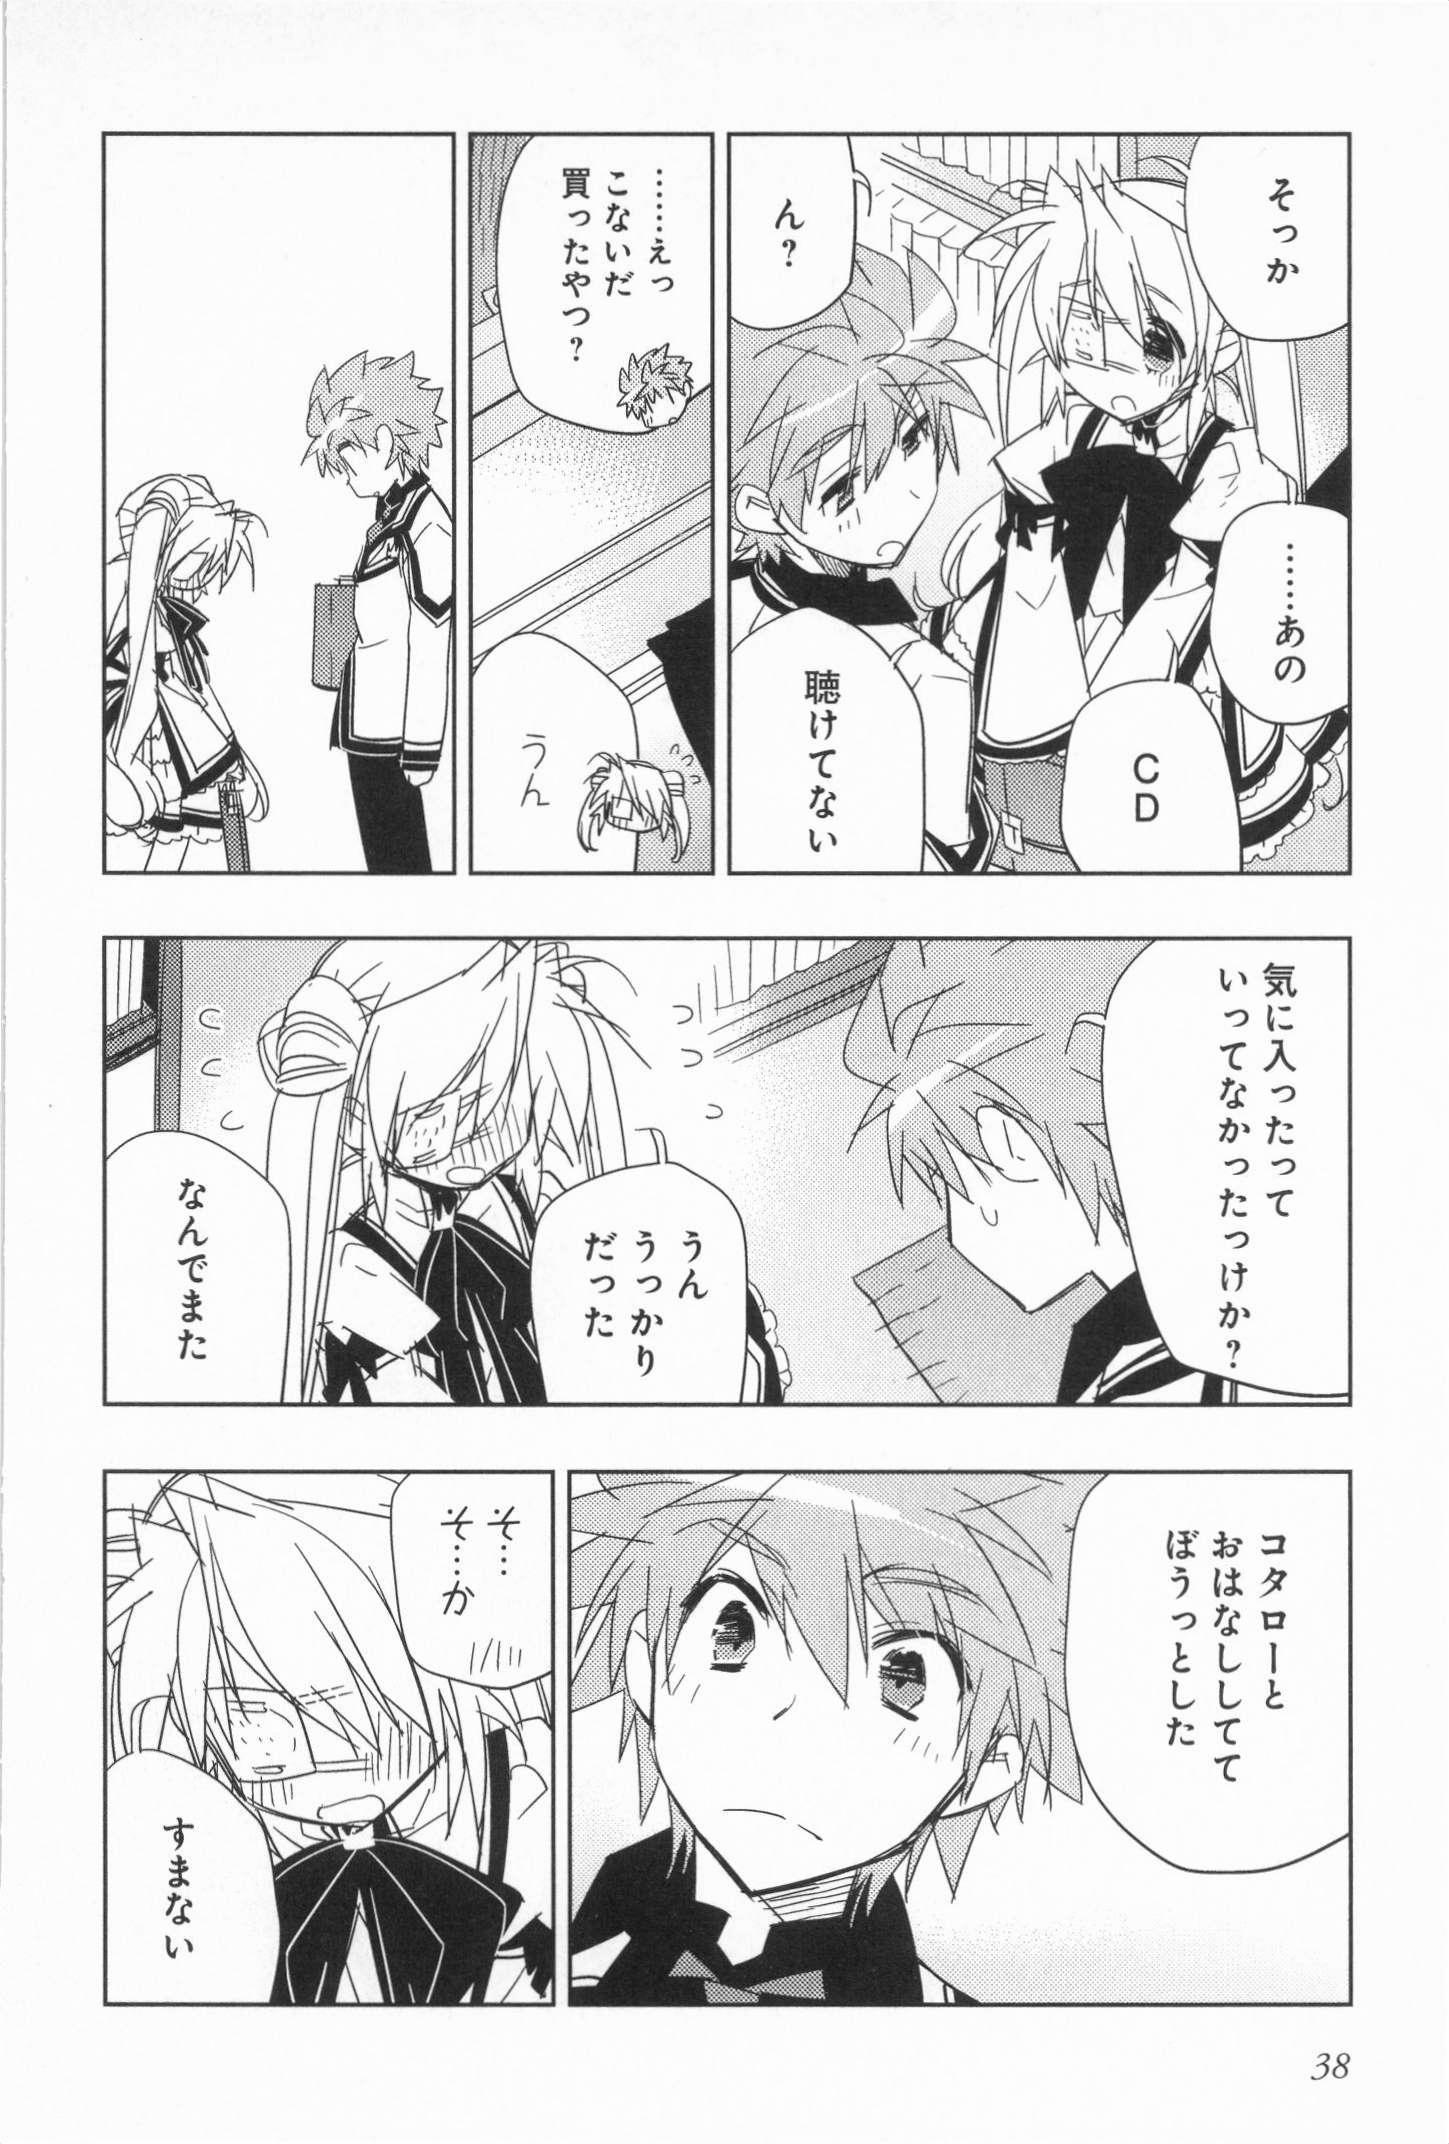 そっか
……あの
ん?
CD
聴けてない
……えっ
こないだ
買ったやつ?
うん
気に入ったって
いってなかったっけか?
うん
うっかり
だった
なんでまた
コタローと
おはなししてて
ぼうっとした
そ…
そ…か
すまない
38